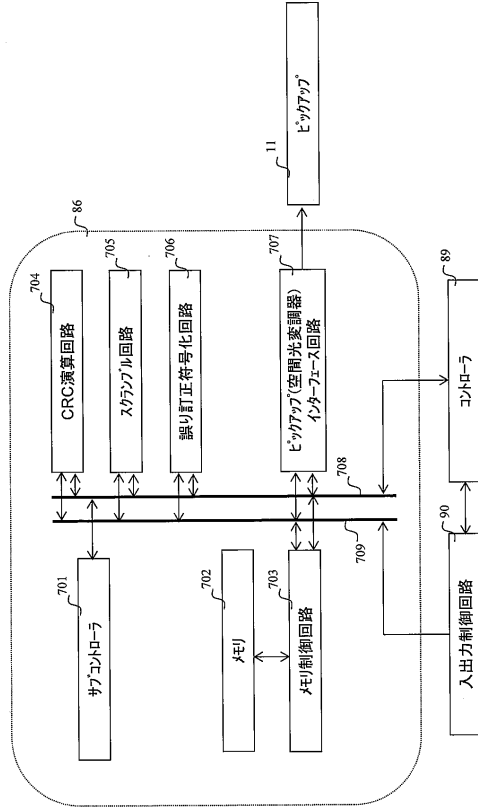 86
704
CRC演算回路
705
スクランブル回路
706
誤り訂正符号化回路
707
ピックアップ(空間光変調器)
インターフェース回路
11
ピックアップ
708
709
701
サブコントローラ
702
メモリ
703
メモリ制御回路
89
コントローラ
90
入出力制御回路